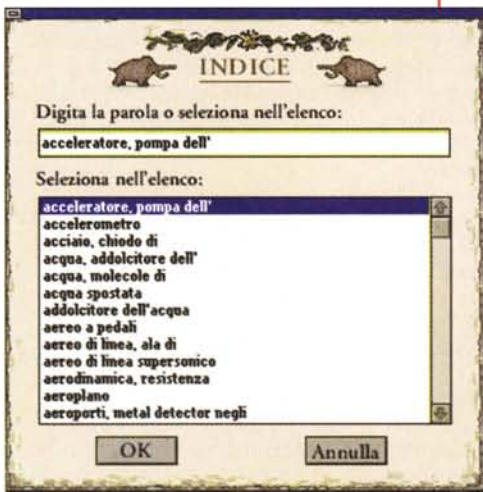 INDICE
Digita la parola o seleziona nell'elenco:
acceleratore, pompa dell'
Seleziona nell'elenco:
acceleratore, pompa dell'
accelerometro
acciaio, chiodo di
acqua, addolcitore dell'
acqua, molecole di
acqua spostata
addolcitore dell'acqua
aereo a pedali
aereo di linea, ala di
aereo di linea supersonico
aerodinamica, resistenza
aeroplano
aeroporti, metal detector negli
OK
Annulla